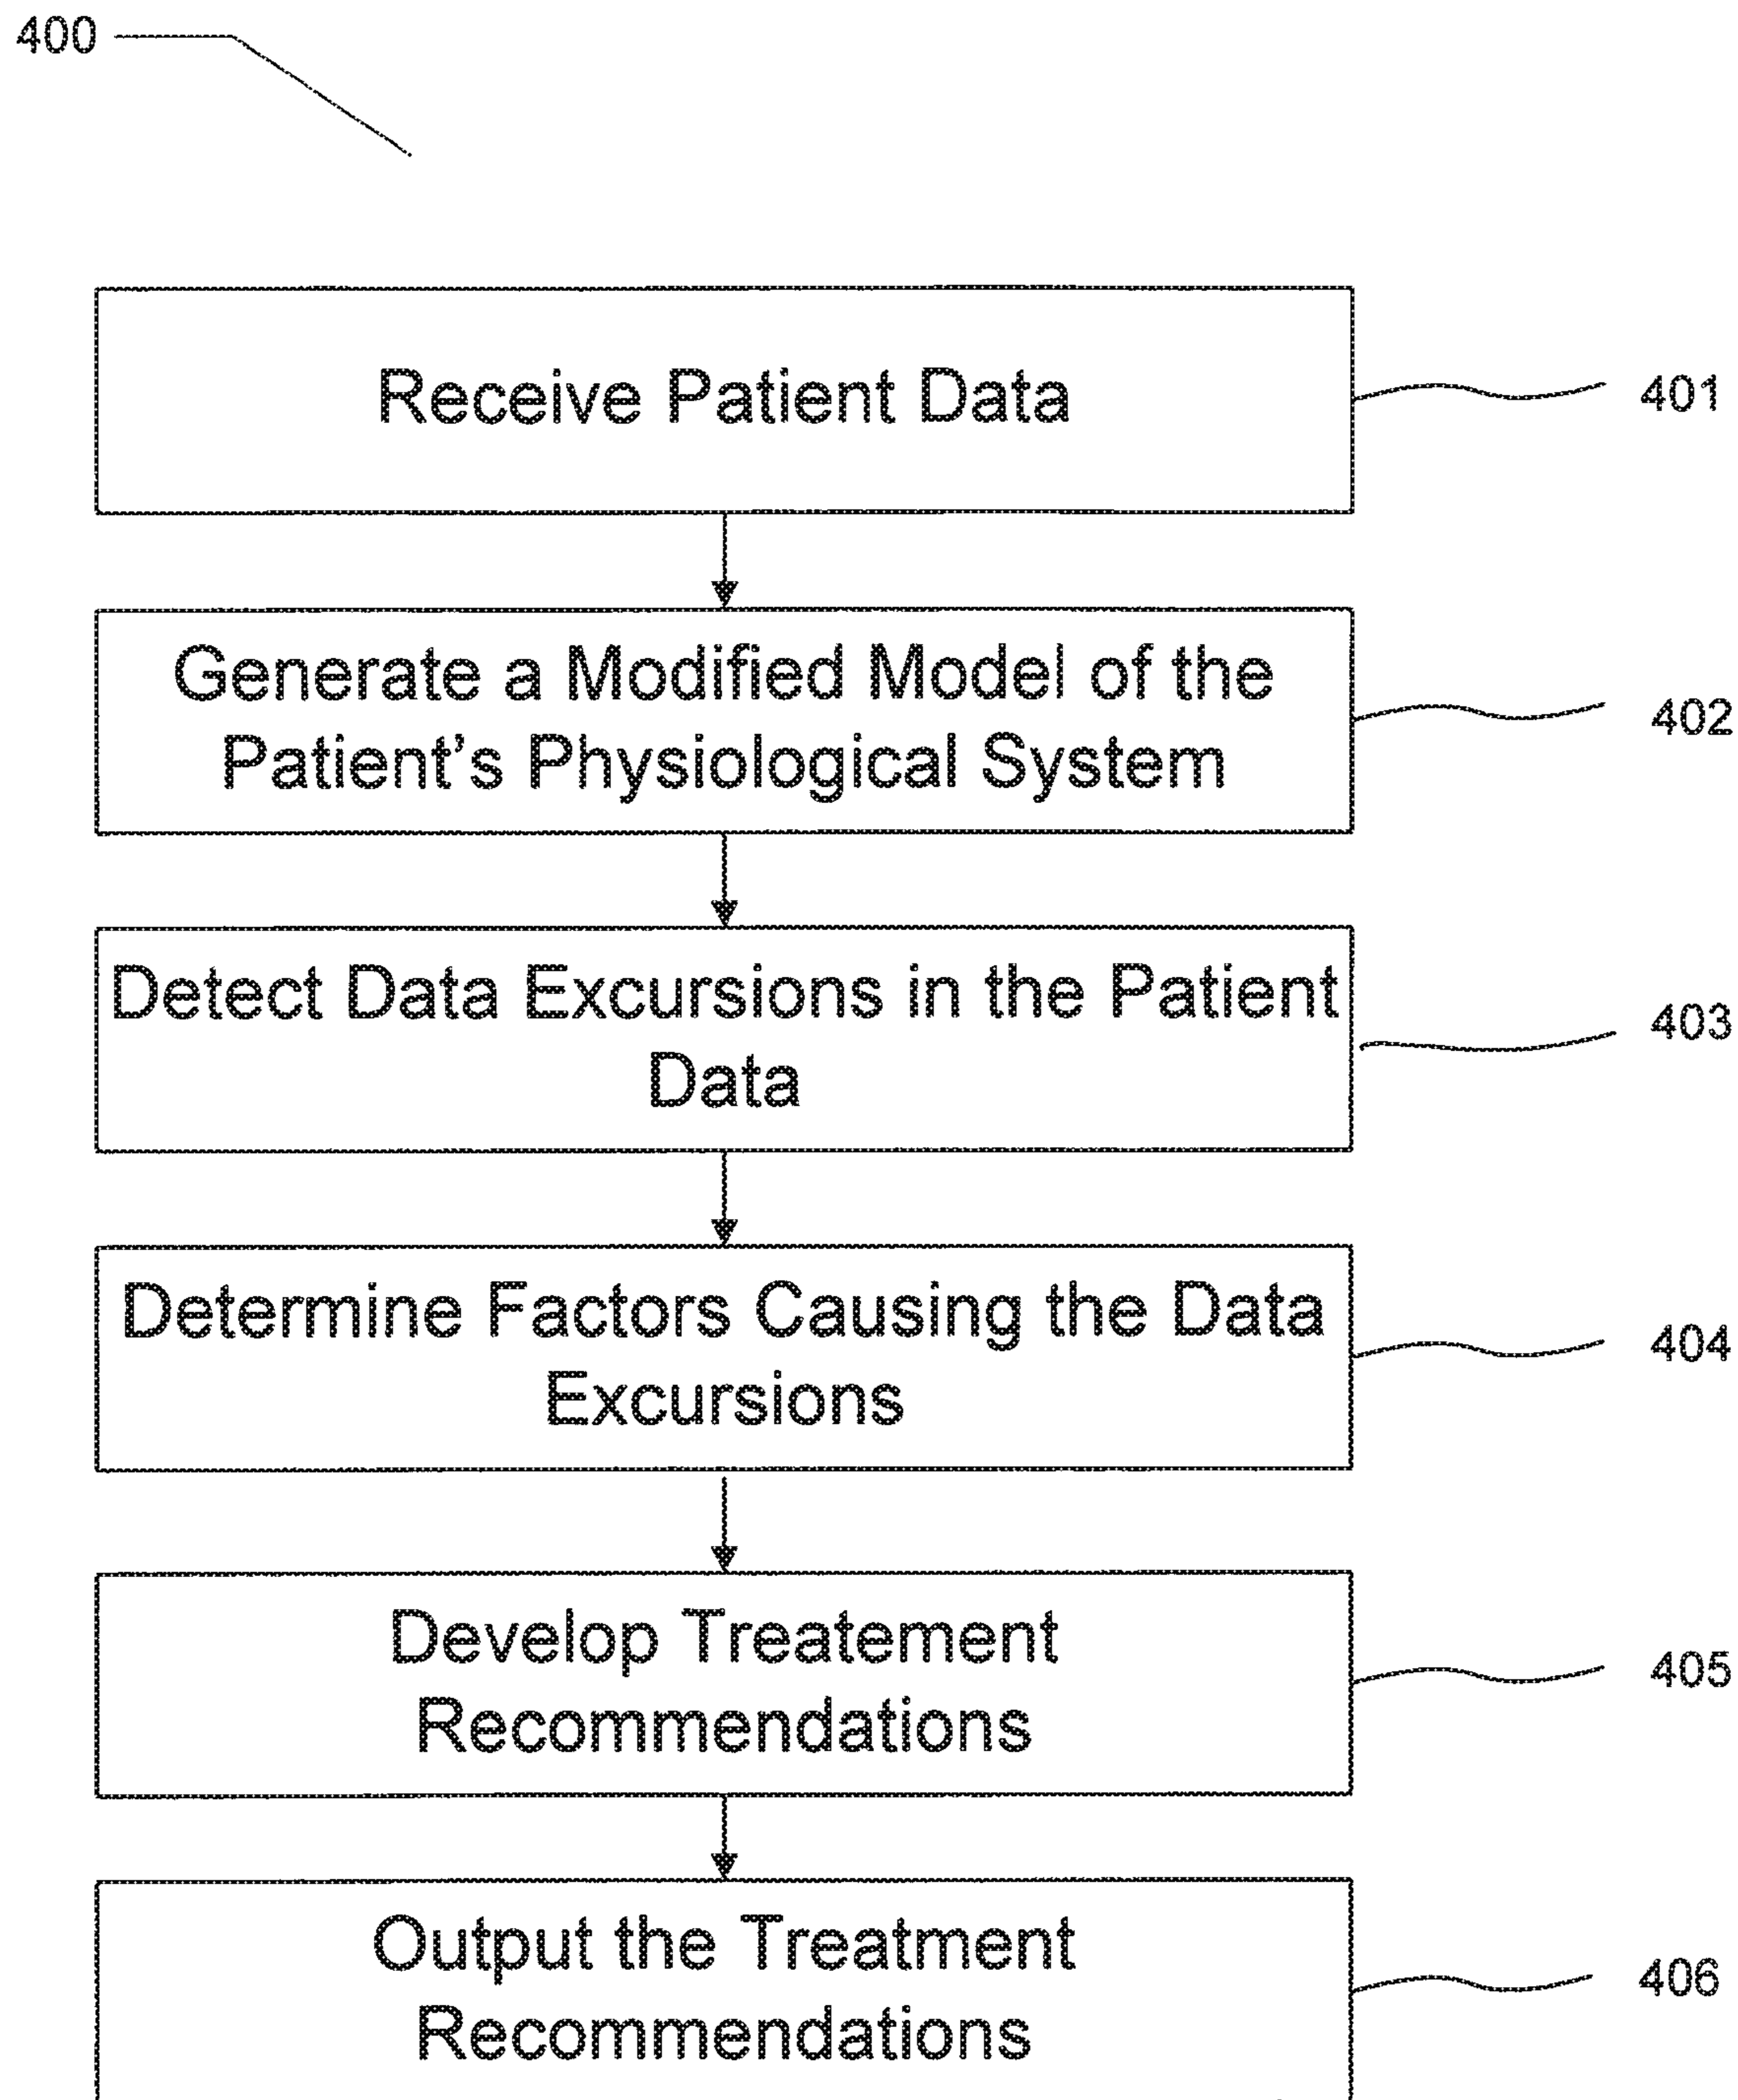 400
Receive Patient Data
401
Generate a Modified Model of the
Patient's Physiological System
402
Detect Data Excursions in the Patient
Data
403
Determine Factors Causing the Data
Excursions
404
Develop Treatement
Recommendations
405
Output the Treatment
Recommendations
406